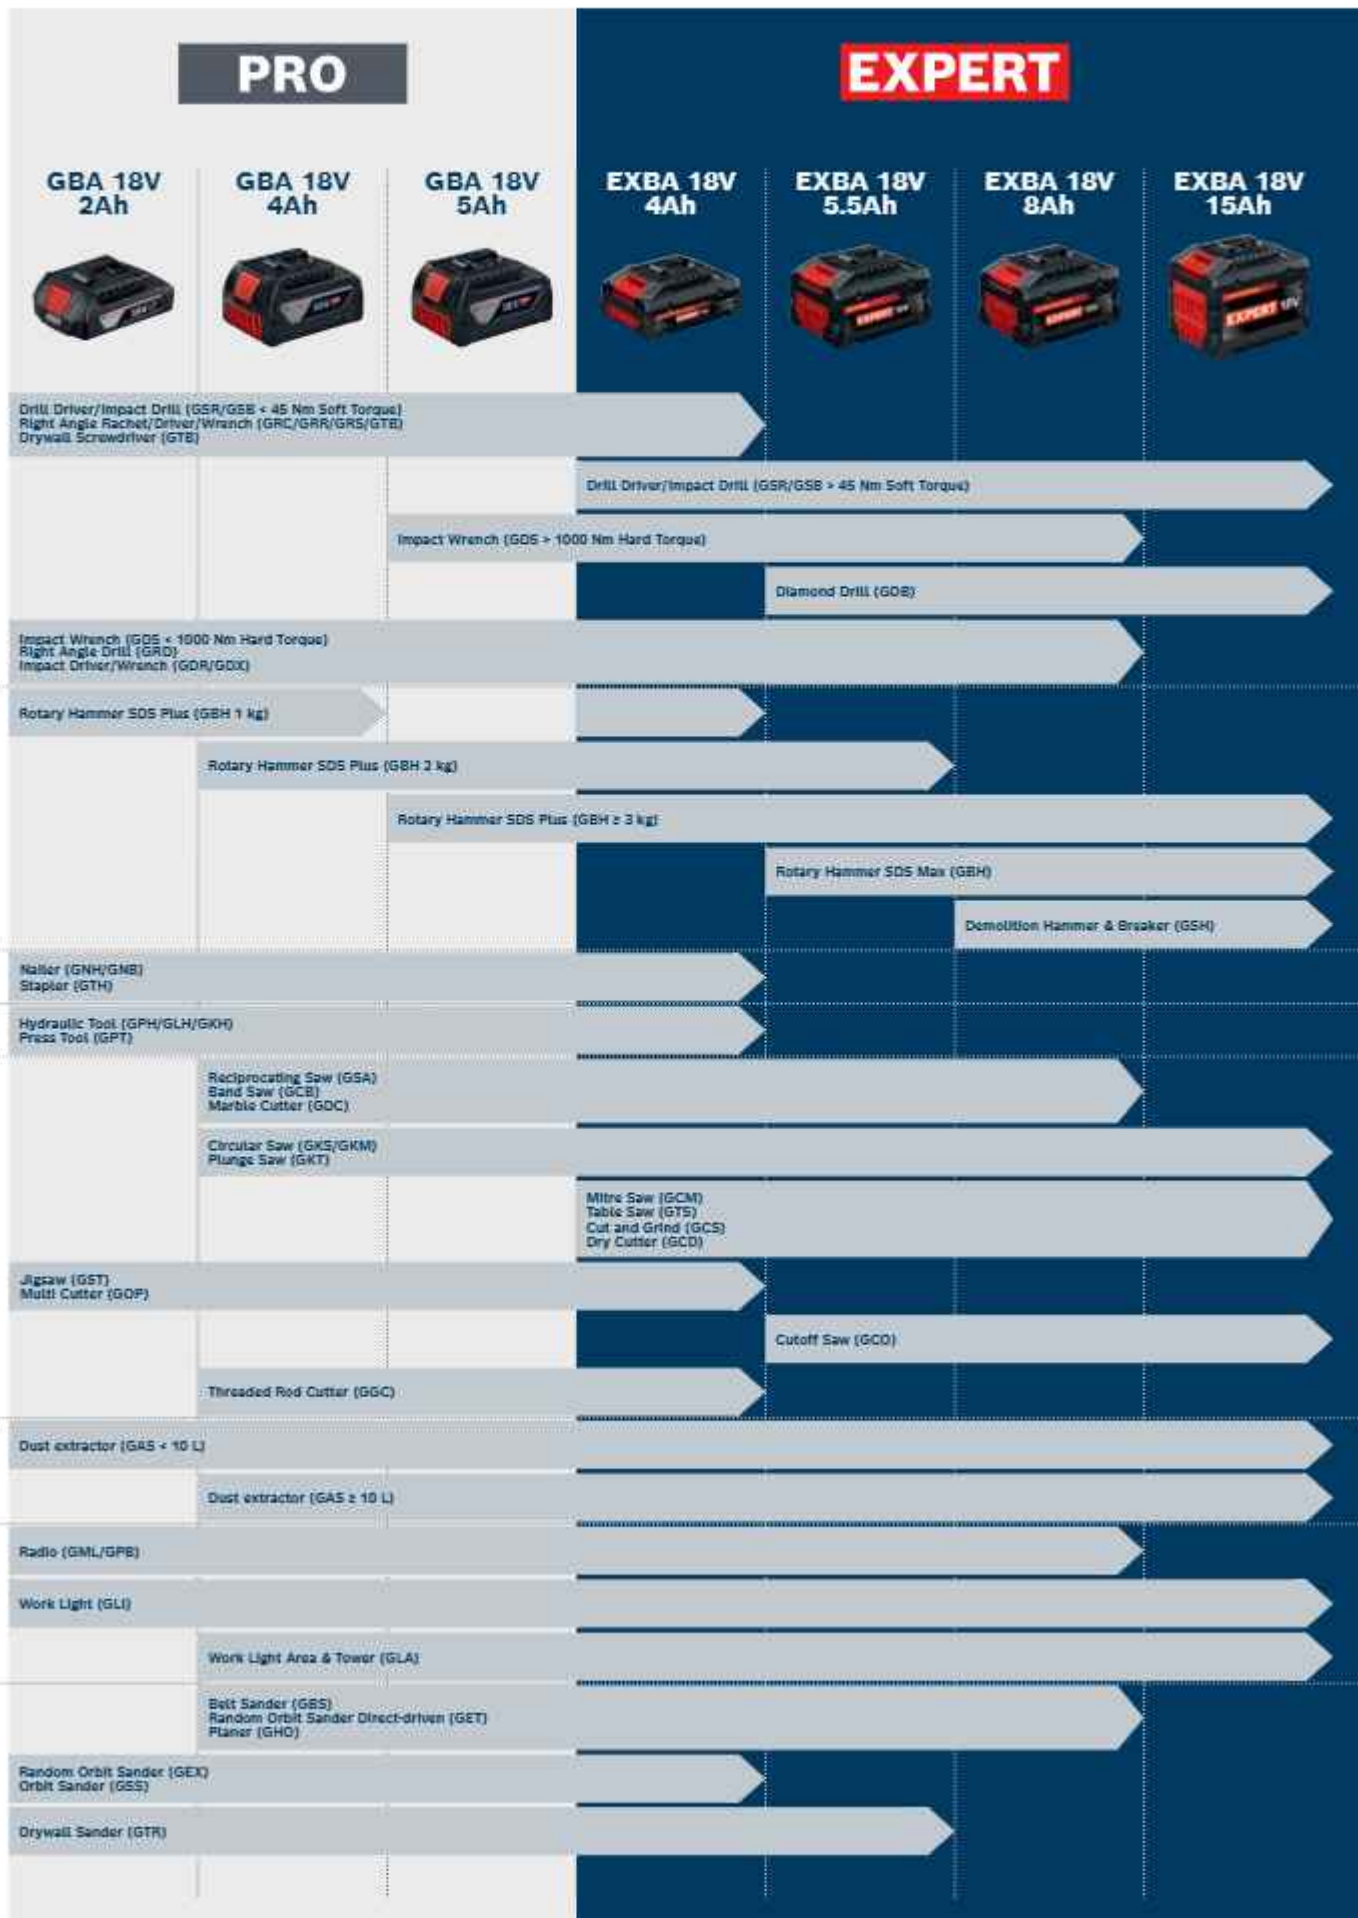 PRO
EXPERT
GBA 18V
2Ah
GBA 18V
4Ah
GBA 18V
5Ah
EXBA 18V
4Ah
EXBA 18V
5.5Ah
EXBA 18V
8Ah
EXBA 18V
15Ah
EXPERT 18V
Drill Driver/Impact Drill (GSR/GSB < 45 Nm Soft Torque)
Right Angle Rachet/Driver/Wrench (GRC/GRR/GRS/GTB)
Drywall Screwdriver (GTB)
Drill Driver/Impact Drill (GSR/GSB > 45 Nm Soft Torque)
Impact Wrench (GDS > 1000 Nm Hard Torque)
Diamond Drill (GDB)
Impact Wrench (GDS < 1000 Nm Hard Torque)
Right Angle Drill (GRD)
Impact Driver/Wrench (GDR/GDX)
Rotary Hammer SDS Plus (GBH 1 kg)
Rotary Hammer SDS Plus (GBH 2 kg)
Rotary Hammer SDS Plus (GBH ≥ 3 kg)
Rotary Hammer SDS Max (GBH)
Demolition Hammer & Breaker (GSH)
Nailer (GNH/GNB)
Stapler (GTH)
Hydraulic Tool (GPH/GLH/GKH)
Press Tool (GPT)
Reciprocating Saw (GSA)
Band Saw (GCB)
Marble Cutter (GDC)
Circular Saw (GKS/GKM)
Plunge Saw (GKT)
Mitre Saw (GCM)
Table Saw (GTS)
Cut and Grind (GCS)
Dry Cutter (GCD)
Jigsaw (GST)
Multi Cutter (GOP)
Cutoff Saw (GCO)
Threaded Rod Cutter (GGC)
Dust extractor (GAS < 10 L)
Dust extractor (GAS ≥ 10 L)
Radio (GML/GPB)
Work Light (GLI)
Work Light Area & Tower (GLA)
Belt Sander (GBS)
Random Orbit Sander Direct-driven (GET)
Planer (GHO)
Random Orbit Sander (GEX)
Orbit Sander (GSS)
Drywall Sander (GTR)